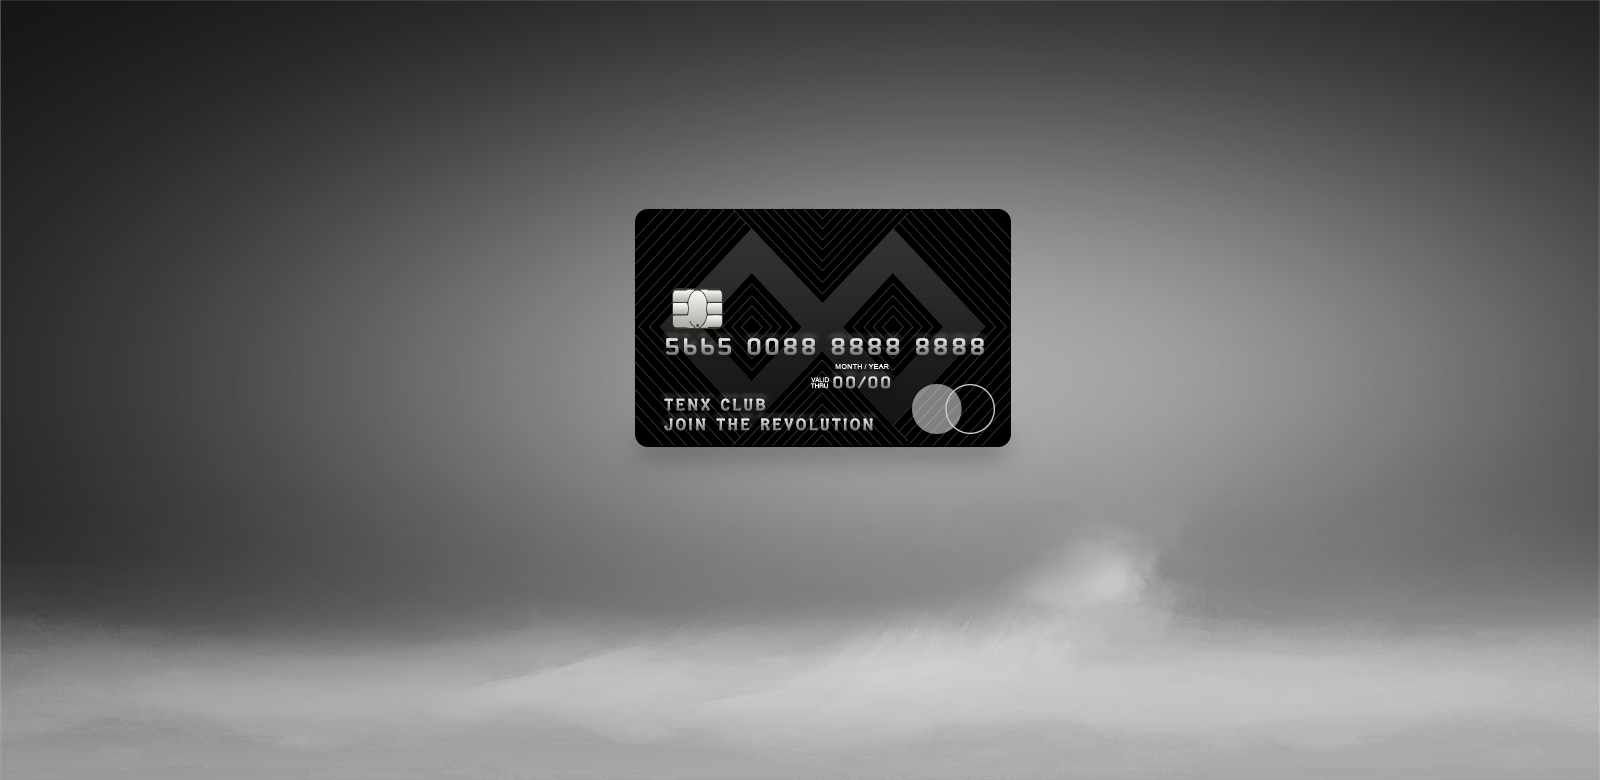 5665 0088 8888 8888
MONTH / YEAR
VALID
THRU 00/00
TENX CLUB
JOIN THE REVOLUTION